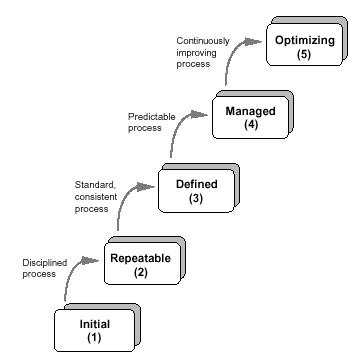 Continuously
improving
process
Optimizing
(5)
Predictable
process
Managed
(4)
Standard,
consistent
process
Defined
(3)
Disciplined
process
Repeatable
(2)
Initial
(1)